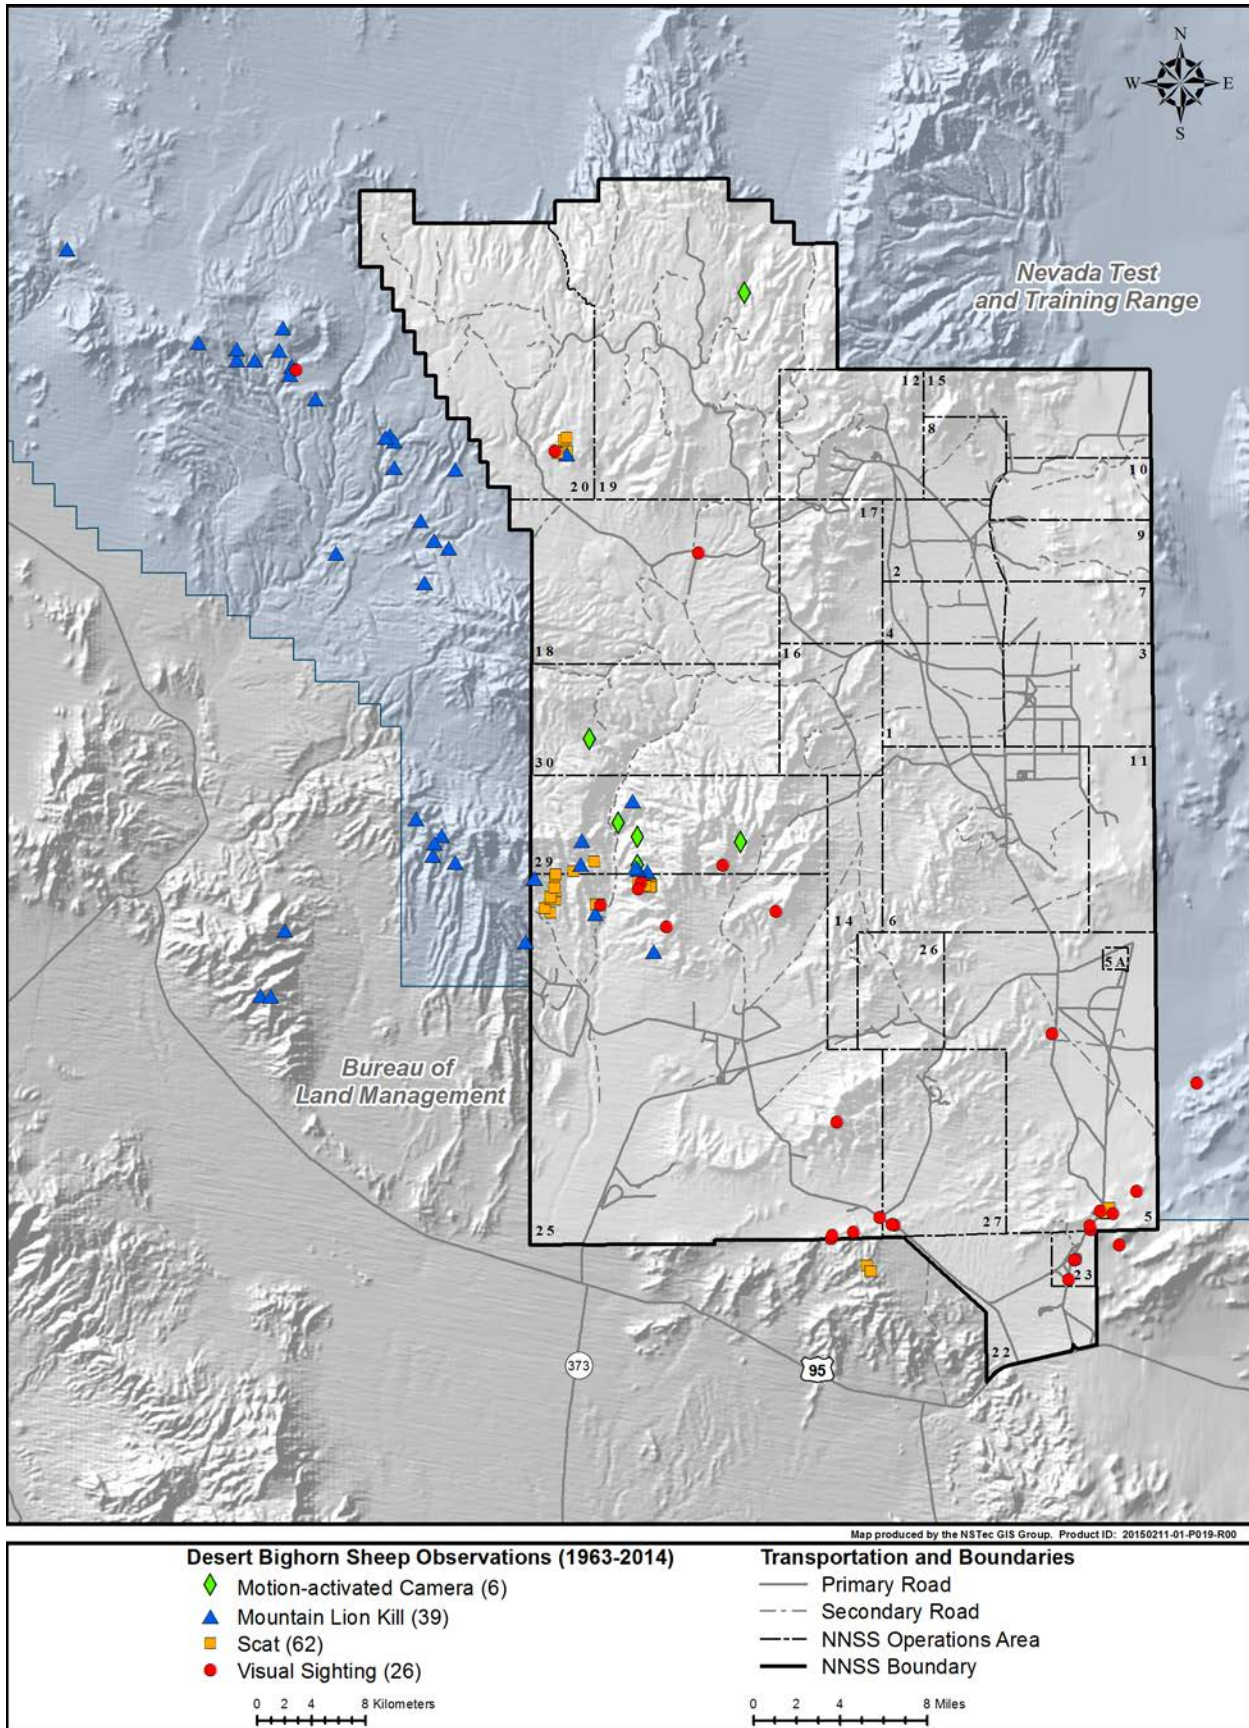 N
W E
S
Nevada Test
and Training Range
12 15
8
10
20 19
17
9
2
7
4
18
16
3
1
30
11
29
14
6
26
5A
Bureau of
Land Management
25
27
5
23
22
373
95
Map produced by the NSTec GIS Group. Product ID: 20150211-01-P019-R00
Desert Bighorn Sheep Observations (1963-2014)
Motion-activated Camera (6)
Mountain Lion Kill (39)
Scat (62)
Visual Sighting (26)
0 2 4 8 Kilometers
Transportation and Boundaries
Primary Road
Secondary Road
NNSS Operations Area
NNSS Boundary
0 2 4 8 Miles